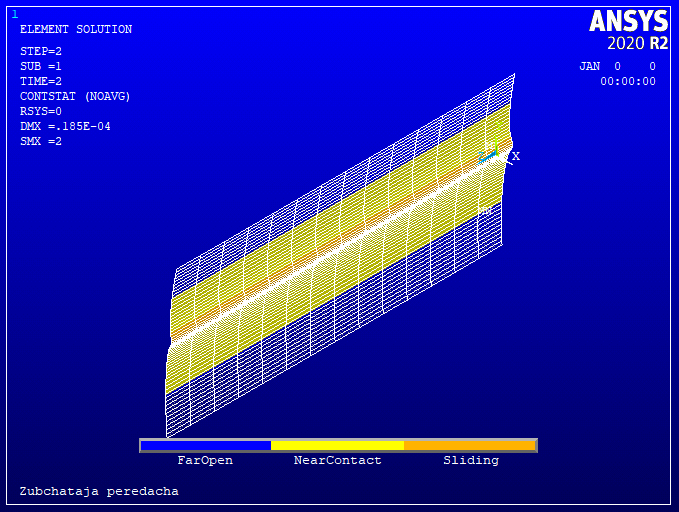 1
ELEMENT SOLUTION
STEP=2
SUB =1
TIME=2
CONTSTAT (NOAVG)
RSYS=0
DMX =.185E-04
SMX =2
ANSYS
2020 R2
JAN 0 0
00:00:00
X
FarOpen NearContact Sliding
Zubchataja peredacha